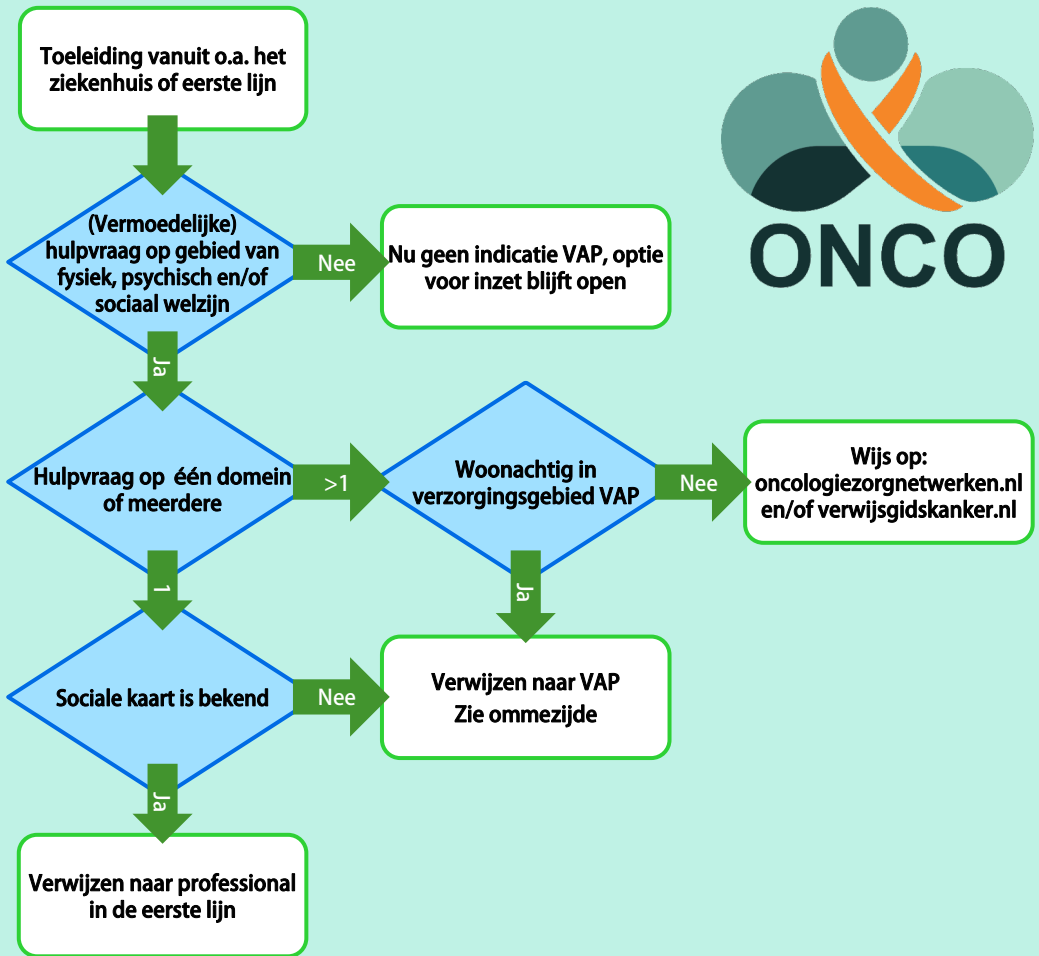 Toeleiding vanuit o.a. het
ziekenhuis of eerste lijn
ONCO
(Vermoedelijke)
hulpvraag op gebied van
fysiek, psychisch en/of
sociaal welzijn
Nee
Nu geen indicatie VAP, optie
voor inzet blijft open
Ja
Hulpvraag op één domein
of meerdere
>1
Woonachtig in
verzorgingsgebied VAP
Nee
Wijs op:
oncologiezorgnetwerken.nl
en/of verwijsgidskanker.nl
1
Ja
Sociale kaart is bekend
Nee
Verwijzen naar VAP
Zie ommezijde
Ja
Verwijzen naar professional
in de eerste lijn